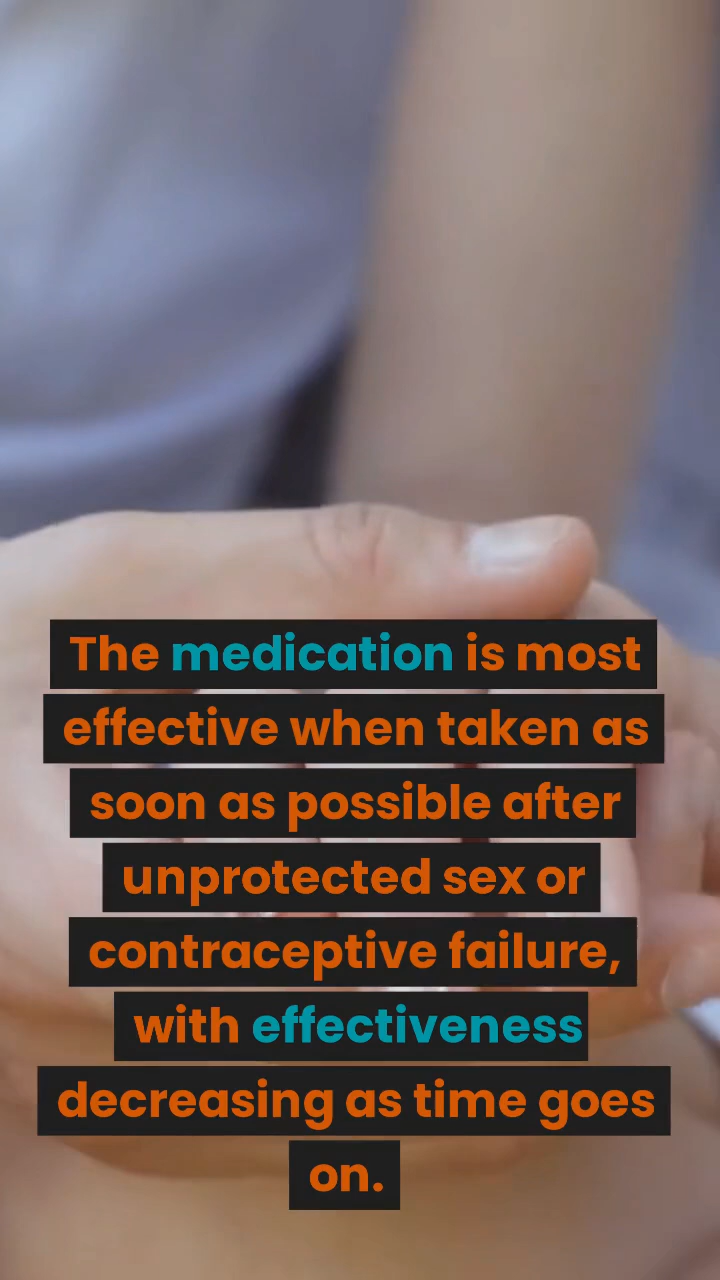 The medication is most
effective when taken as
soon as possible after
unprotected sex or
contraceptive failure,
with effectiveness
decreasing as time goes
on.